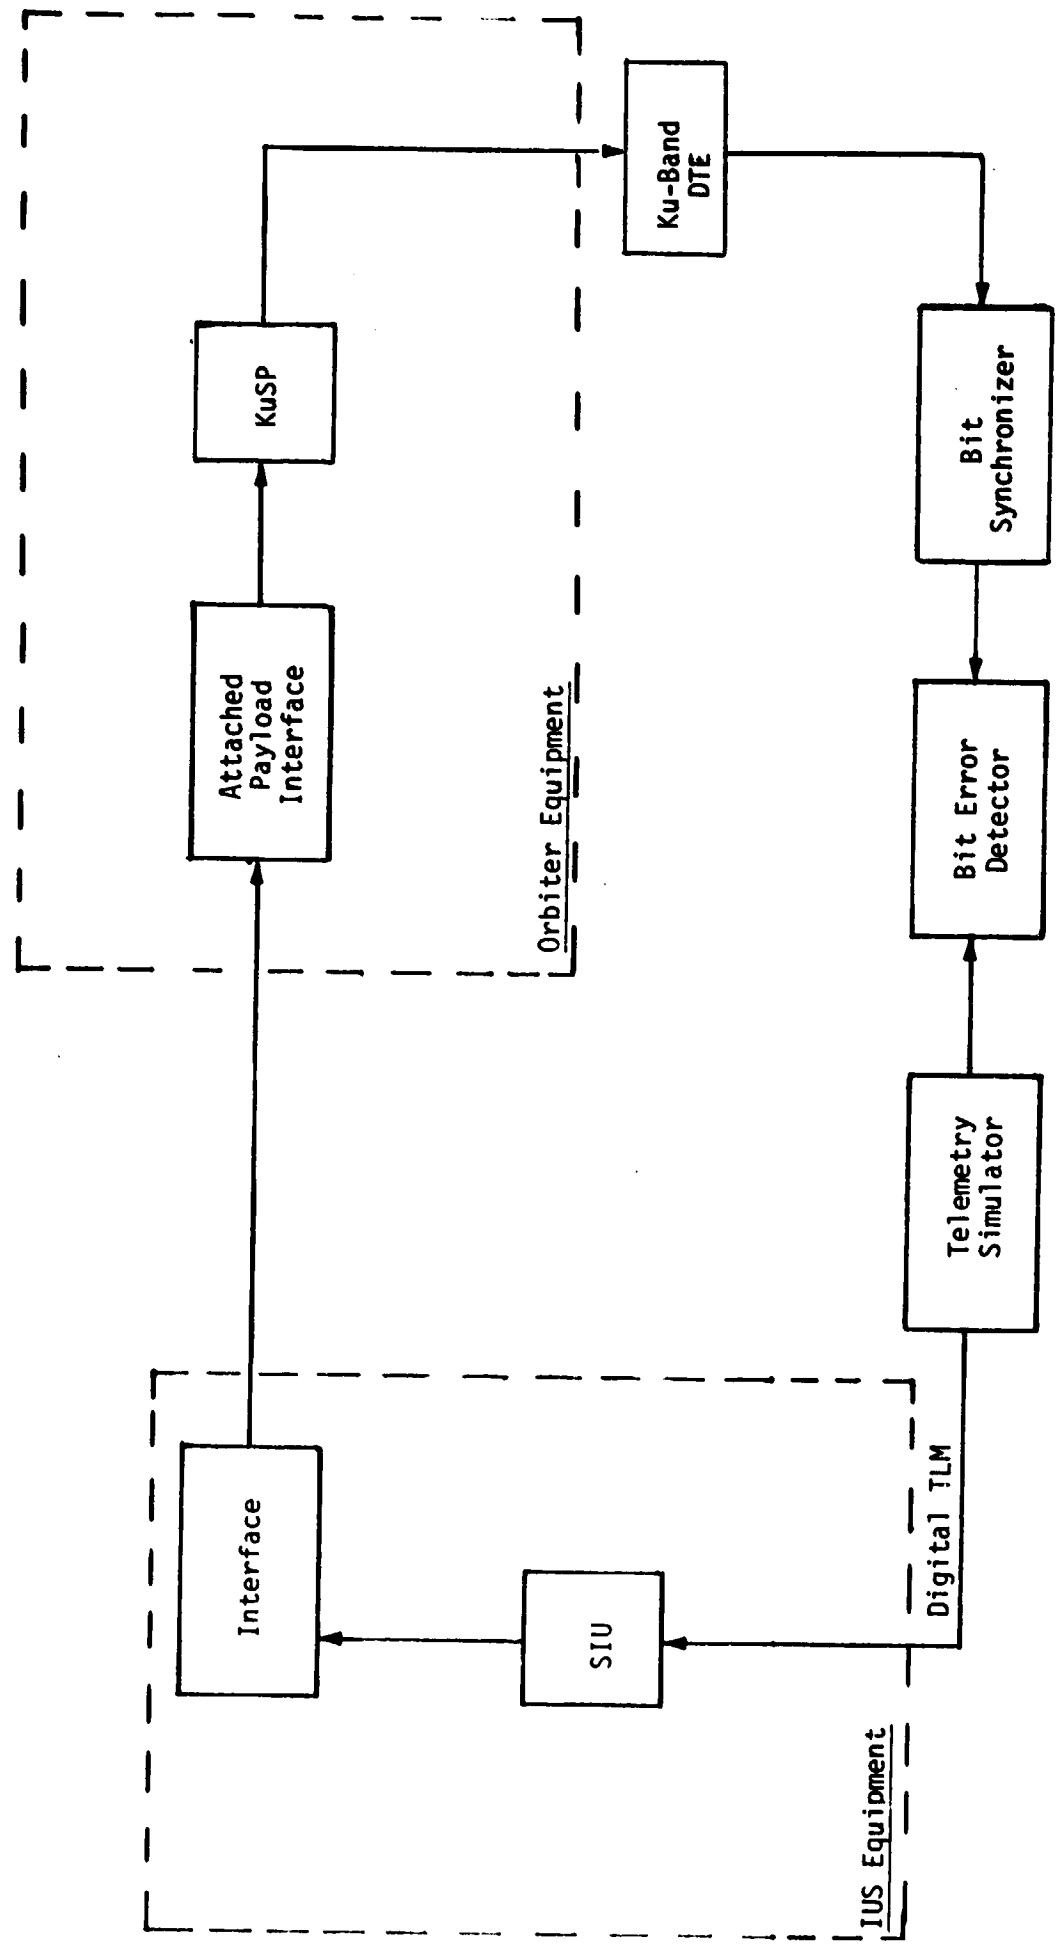 Interface
SIU
IUS Equipment
Digital TLM
Attached
Payload
Interface
KuSP
Orbiter Equipment
Ku-Band
DTE
Telemetry
Simulator
Bit Error
Detector
Bit
Synchronizer